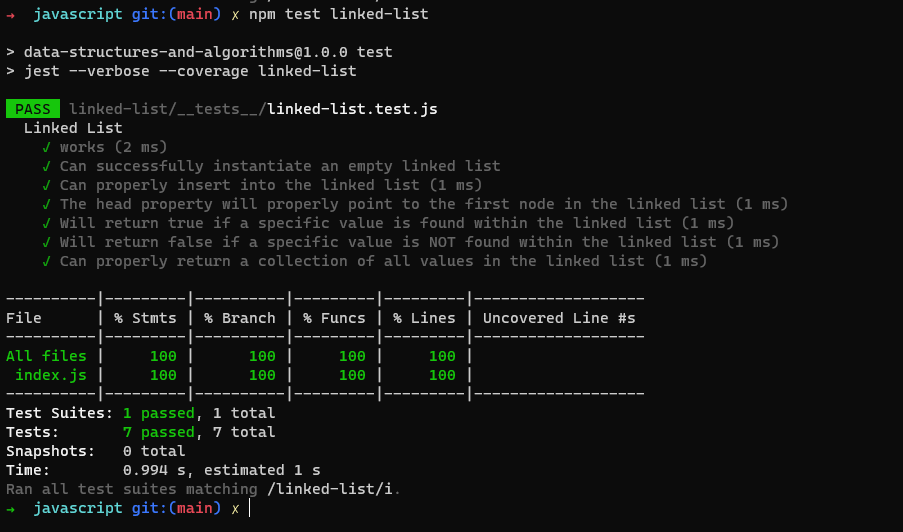 →  javascript git:(main) ✗ npm test linked-list
> data-structures-and-algorithms@1.0.0 test
> jest --verbose --coverage linked-list
PASS  linked-list/__tests__/linked-list.test.js
  Linked List
    √ works (2 ms)
    √ Can successfully instantiate an empty linked list
    √ Can properly insert into the linked list (1 ms)
    √ The head property will properly point to the first node in the linked list (1 ms)
    √ Will return true if a specific value is found within the linked list (1 ms)
    √ Will return false if a specific value is NOT found within the linked list (1 ms)
    √ Can properly return a collection of all values in the linked list (1 ms)
----------|---------|----------|---------|---------|-------------------
File      | % Stmts | % Branch | % Funcs | % Lines | Uncovered Line #s
----------|---------|----------|---------|---------|-------------------
All files |     100 |      100 |     100 |     100 |
 index.js |     100 |      100 |     100 |     100 |
----------|---------|----------|---------|---------|-------------------
Test Suites: 1 passed, 1 total
Tests:       7 passed, 7 total
Snapshots:   0 total
Time:        0.994 s, estimated 1 s
Ran all test suites matching /linked-list/i.
→  javascript git:(main) ✗